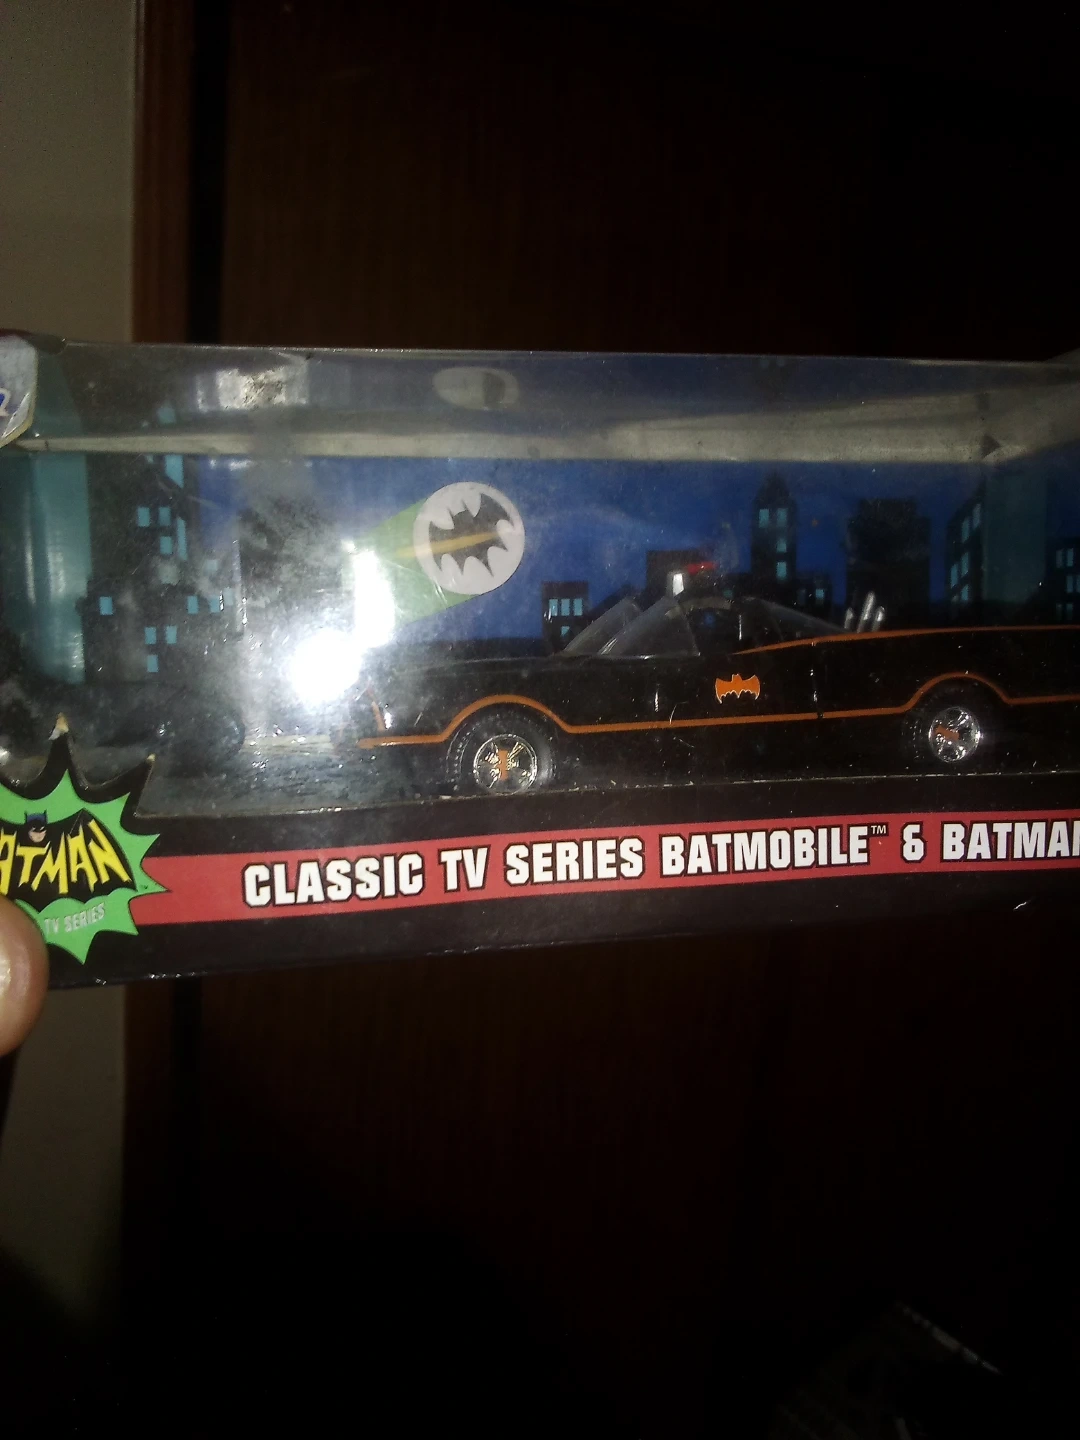 ATMAN
TV SERIES
CLASSIC TV SERIES BATMOBILE™ & BATMAN